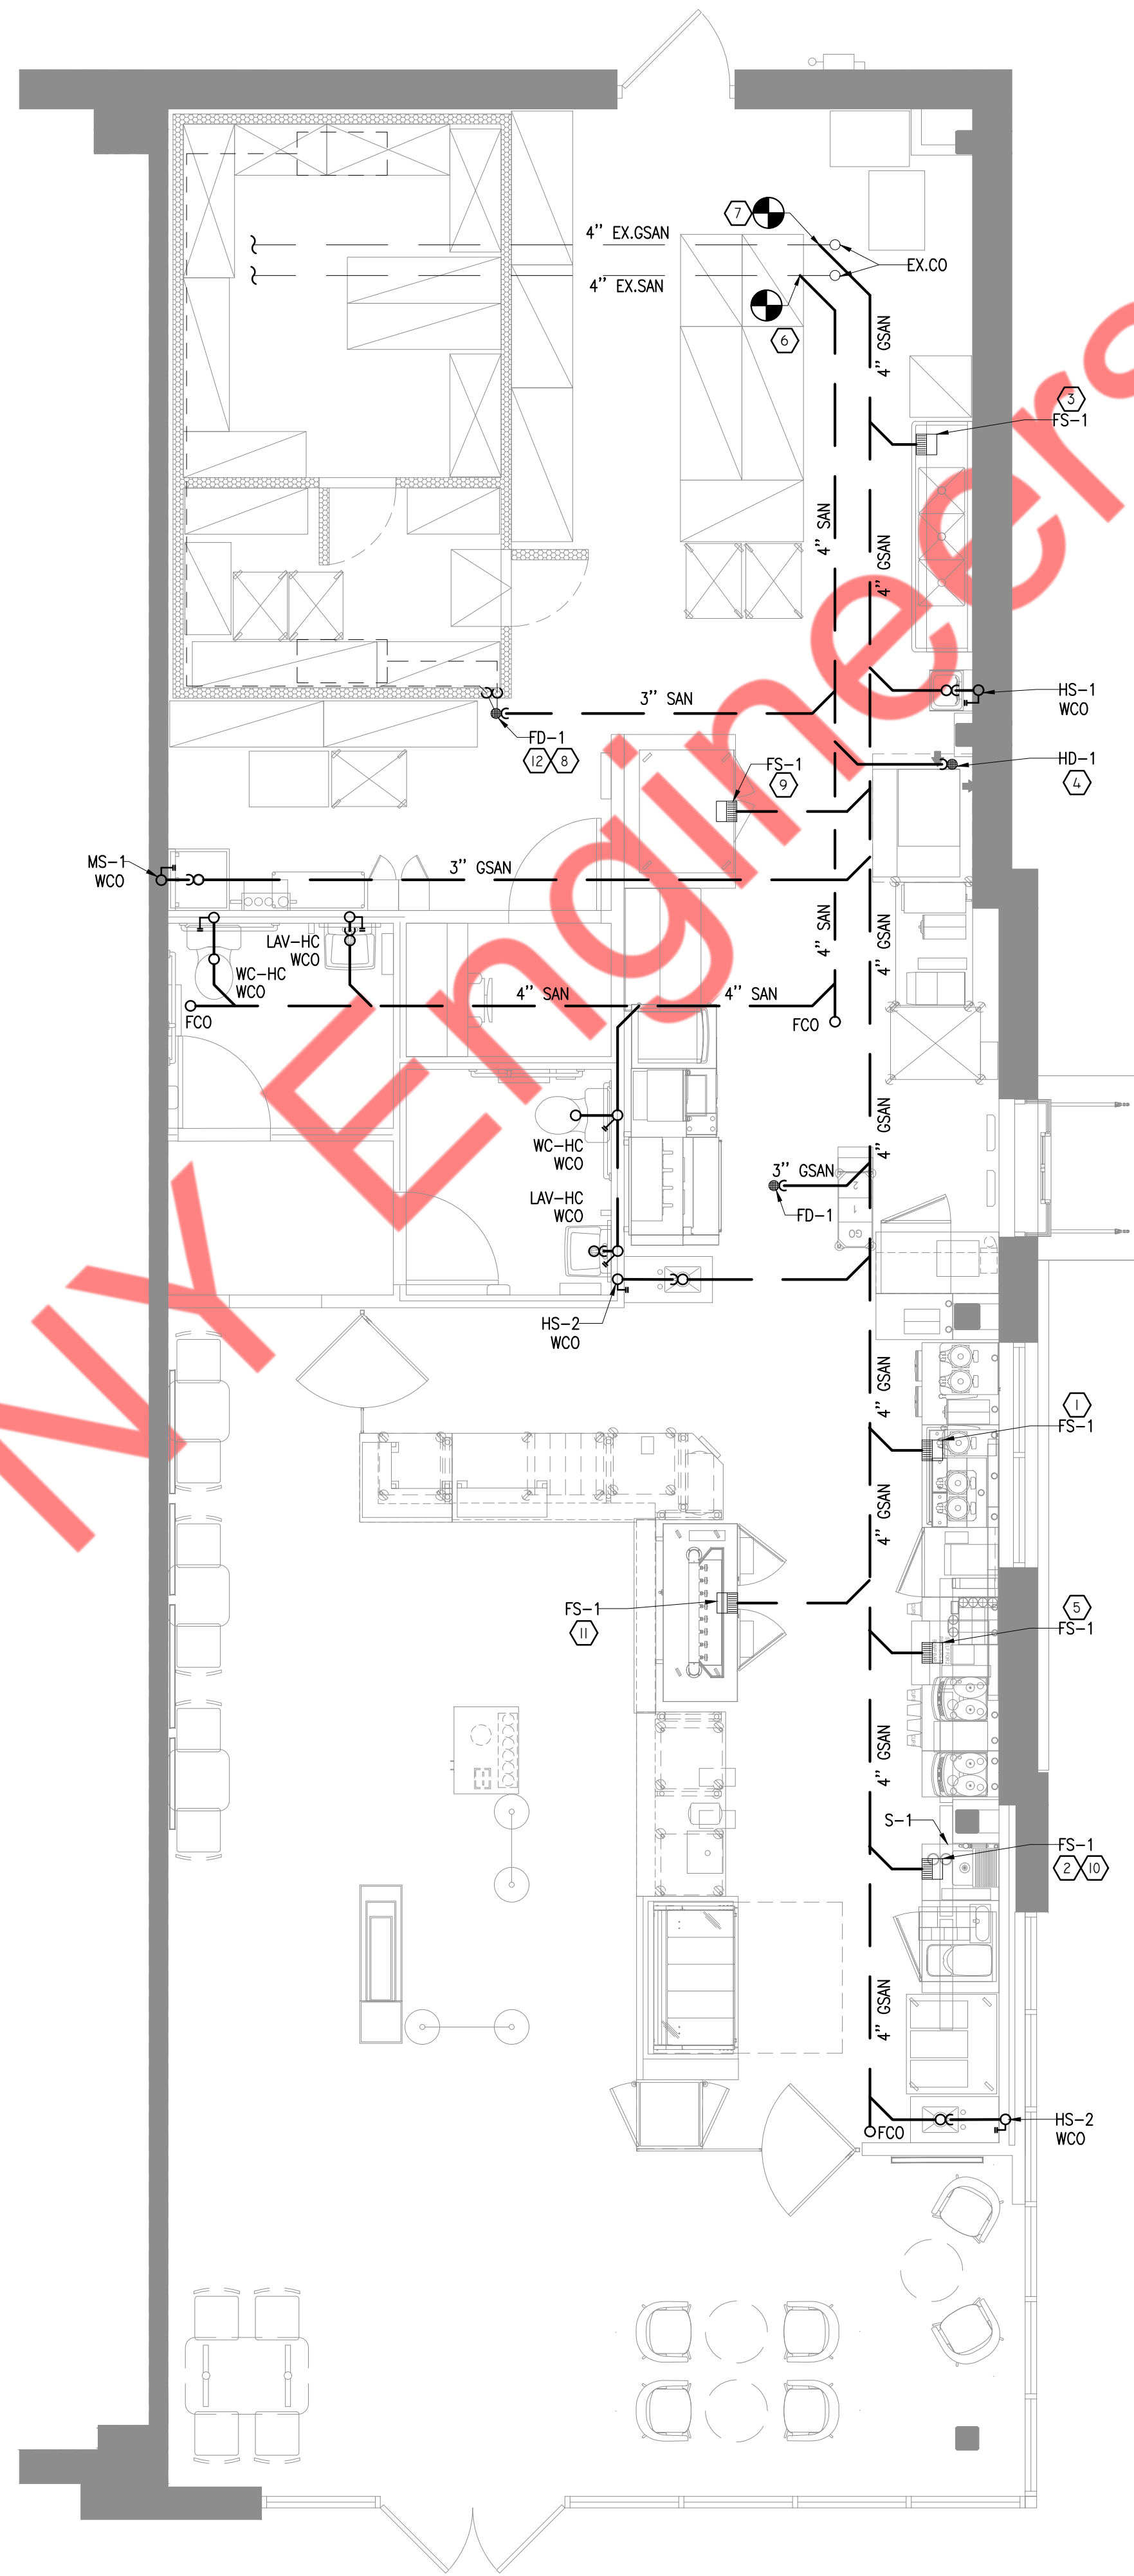 4" EX.GSAN
4" EX.SAN
7
EX.CO
6
4" GSAN
3
FS-1
4" SAN
4" GSAN
3" SAN
HS-1
WCO
FD-1
12
8
FS-1
9
HD-1
4
MS-1
WCO
3" GSAN
LAV-HC
WCO
WC-HC
WCO
4" SAN
4" GSAN
4" SAN
4" SAN
FCO
FCO
4" GSAN
WC-HC
WCO
3" GSAN
FD-1
2
1
GO
LAV-HC
WCO
HS-2
WCO
4" GSAN
1
FS-1
4" GSAN
FS-1
11
5
FS-1
4" GSAN
S-1
FS-1
2
10
4" GSAN
FCO
HS-2
WCO
NY Engineers